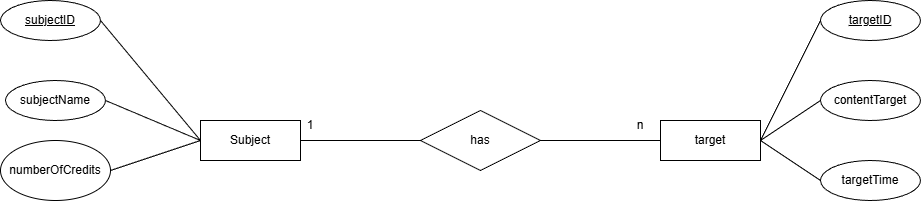 subjectID
targetID
subjectName
contentTarget
1
n
Subject
has
target
numberOfCredits
targetTime